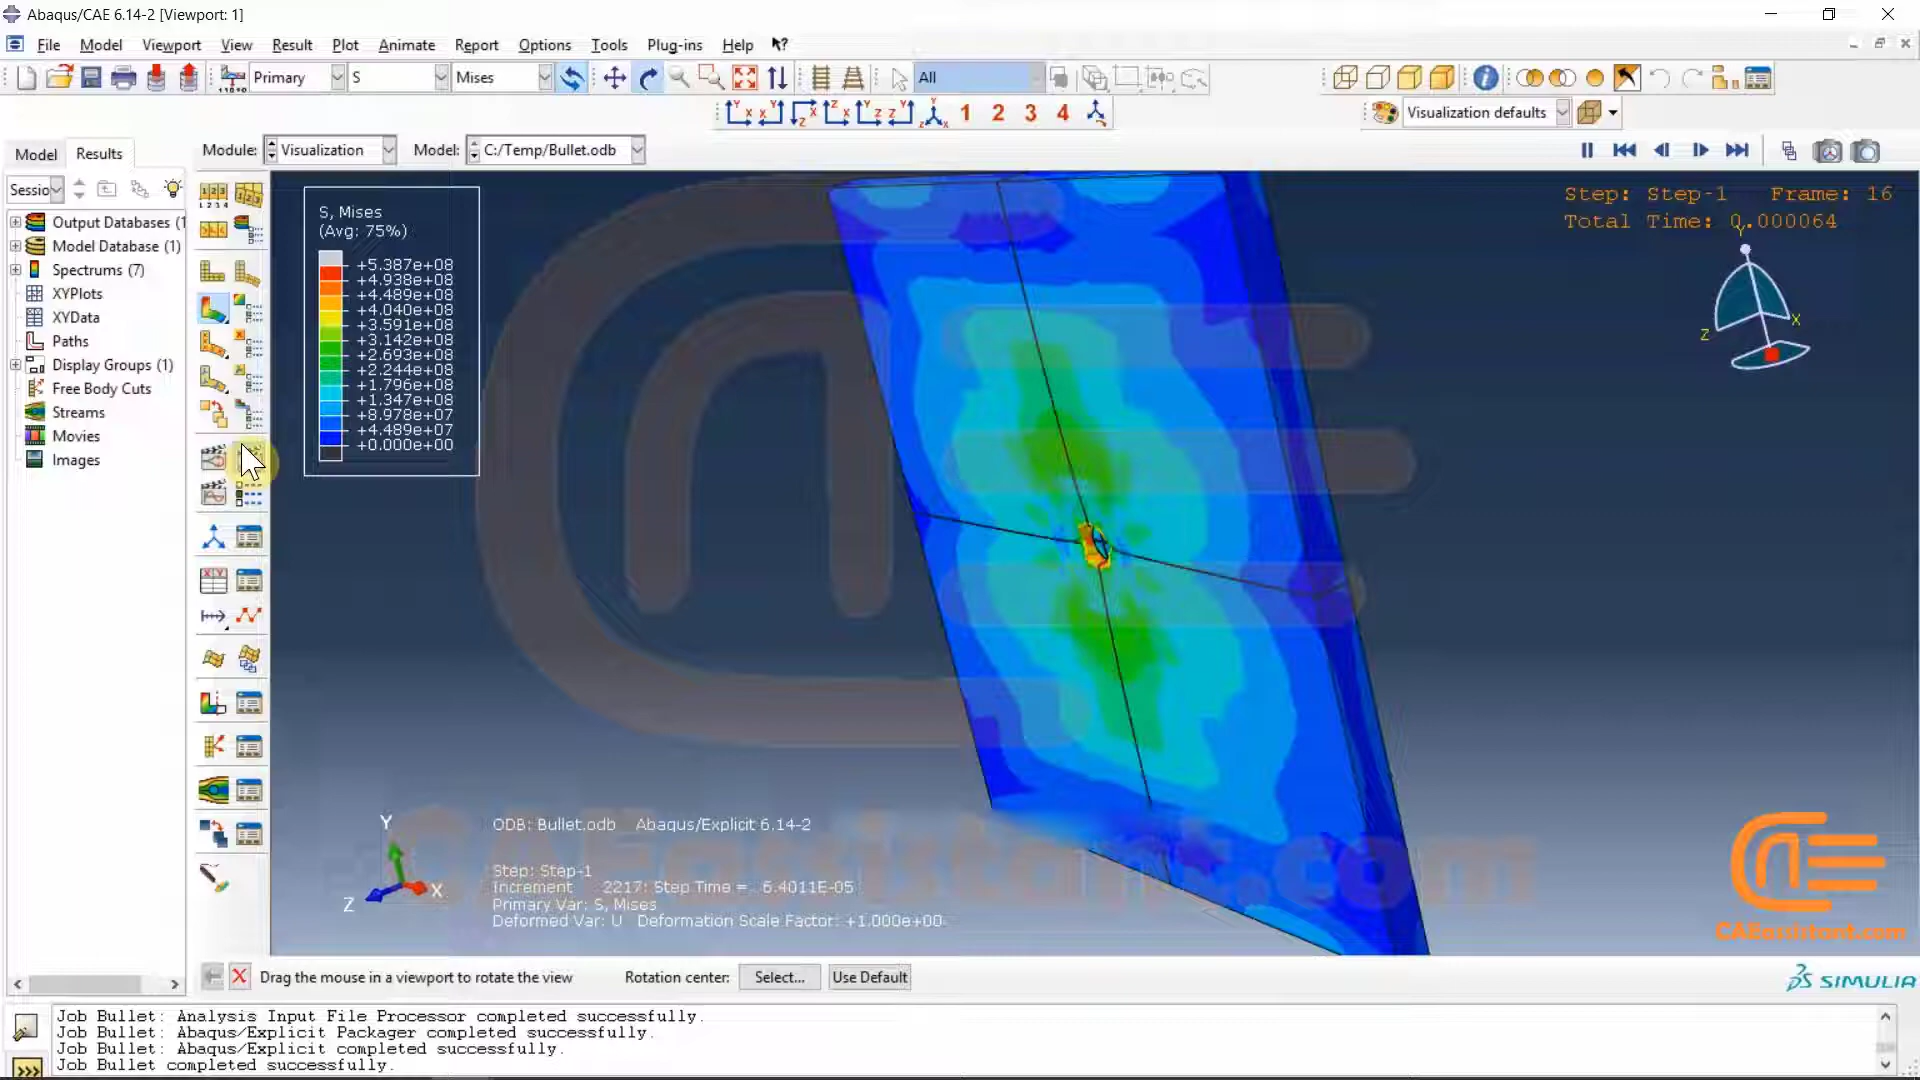 Abaqus/CAE 6.14-2 [Viewport: 1]
File Model Viewport View Result Plot Animate Report Options Tools Plug-ins Help
Primary S Mises All
1 2 3 4 Visualization defaults
Model Results Module: Visualization Model: C:/Temp/Bullet.odb
Sessio
Output Databases (1
Model Database (1)
Spectrums (7)
XYPlots
XYData
Paths
Display Groups (1)
Free Body Cuts
Streams
Movies
Images
S, Mises
(Avg: 75%)
+5.387e+08
+4.938e+08
+4.489e+08
+4.040e+08
+3.591e+08
+3.142e+08
+2.693e+08
+2.244e+08
+1.796e+08
+1.347e+08
+8.978e+07
+4.489e+07
+0.000e+00
Step: Step-1 Frame: 16
Total Time: 0.000064
Y
X
Z
Y
X
Z
ODB: Bullet.odb Abaqus/Explicit 6.14-2
Step: Step-1
Increment 2217: Step Time = 6.4011E-05
Primary Var: S, Mises
Deformed Var: U Deformation Scale Factor: +1.000e+00
CAEassistant.com
CAEassistant.com
Drag the mouse in a viewport to rotate the view Rotation center: Select... Use Default
SIMULIA
Job Bullet: Analysis Input File Processor completed successfully.
Job Bullet: Abaqus/Explicit Packager completed successfully.
Job Bullet: Abaqus/Explicit completed successfully.
Job Bullet completed successfully.
>>>